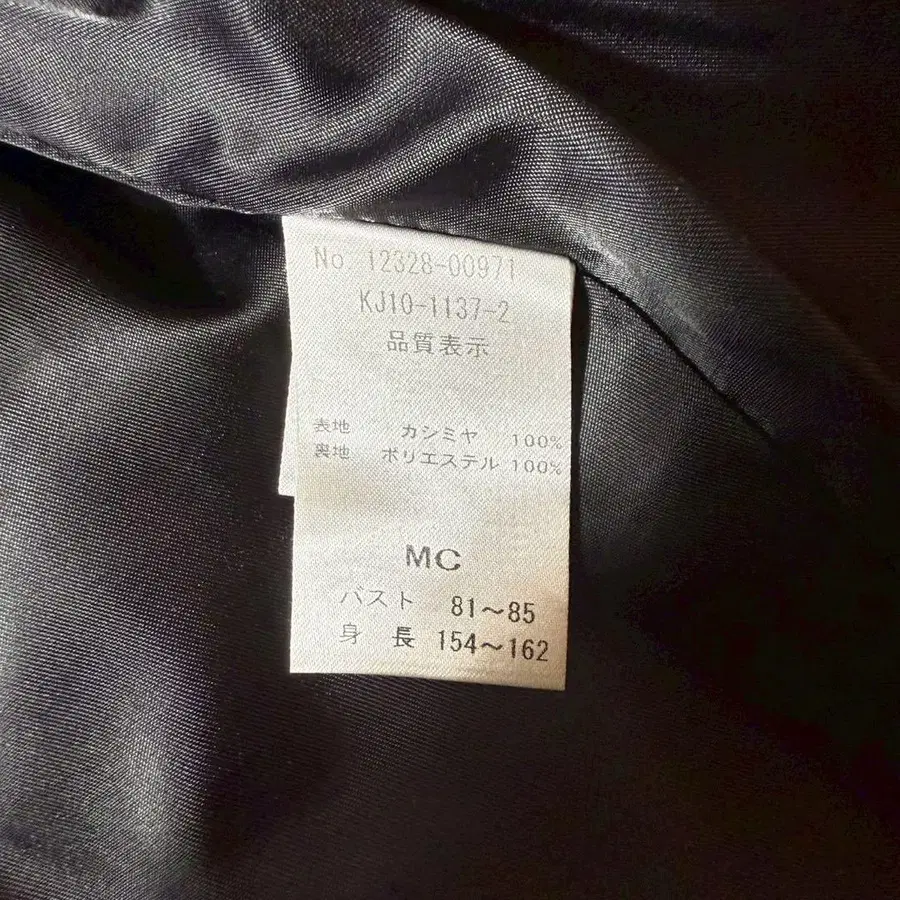 No. 12328-00971
KJ10-1137-2
品質表示
表地 カシミヤ 100%
裏地 ポリエステル 100%
MC
バスト 81～85
身長 154～162